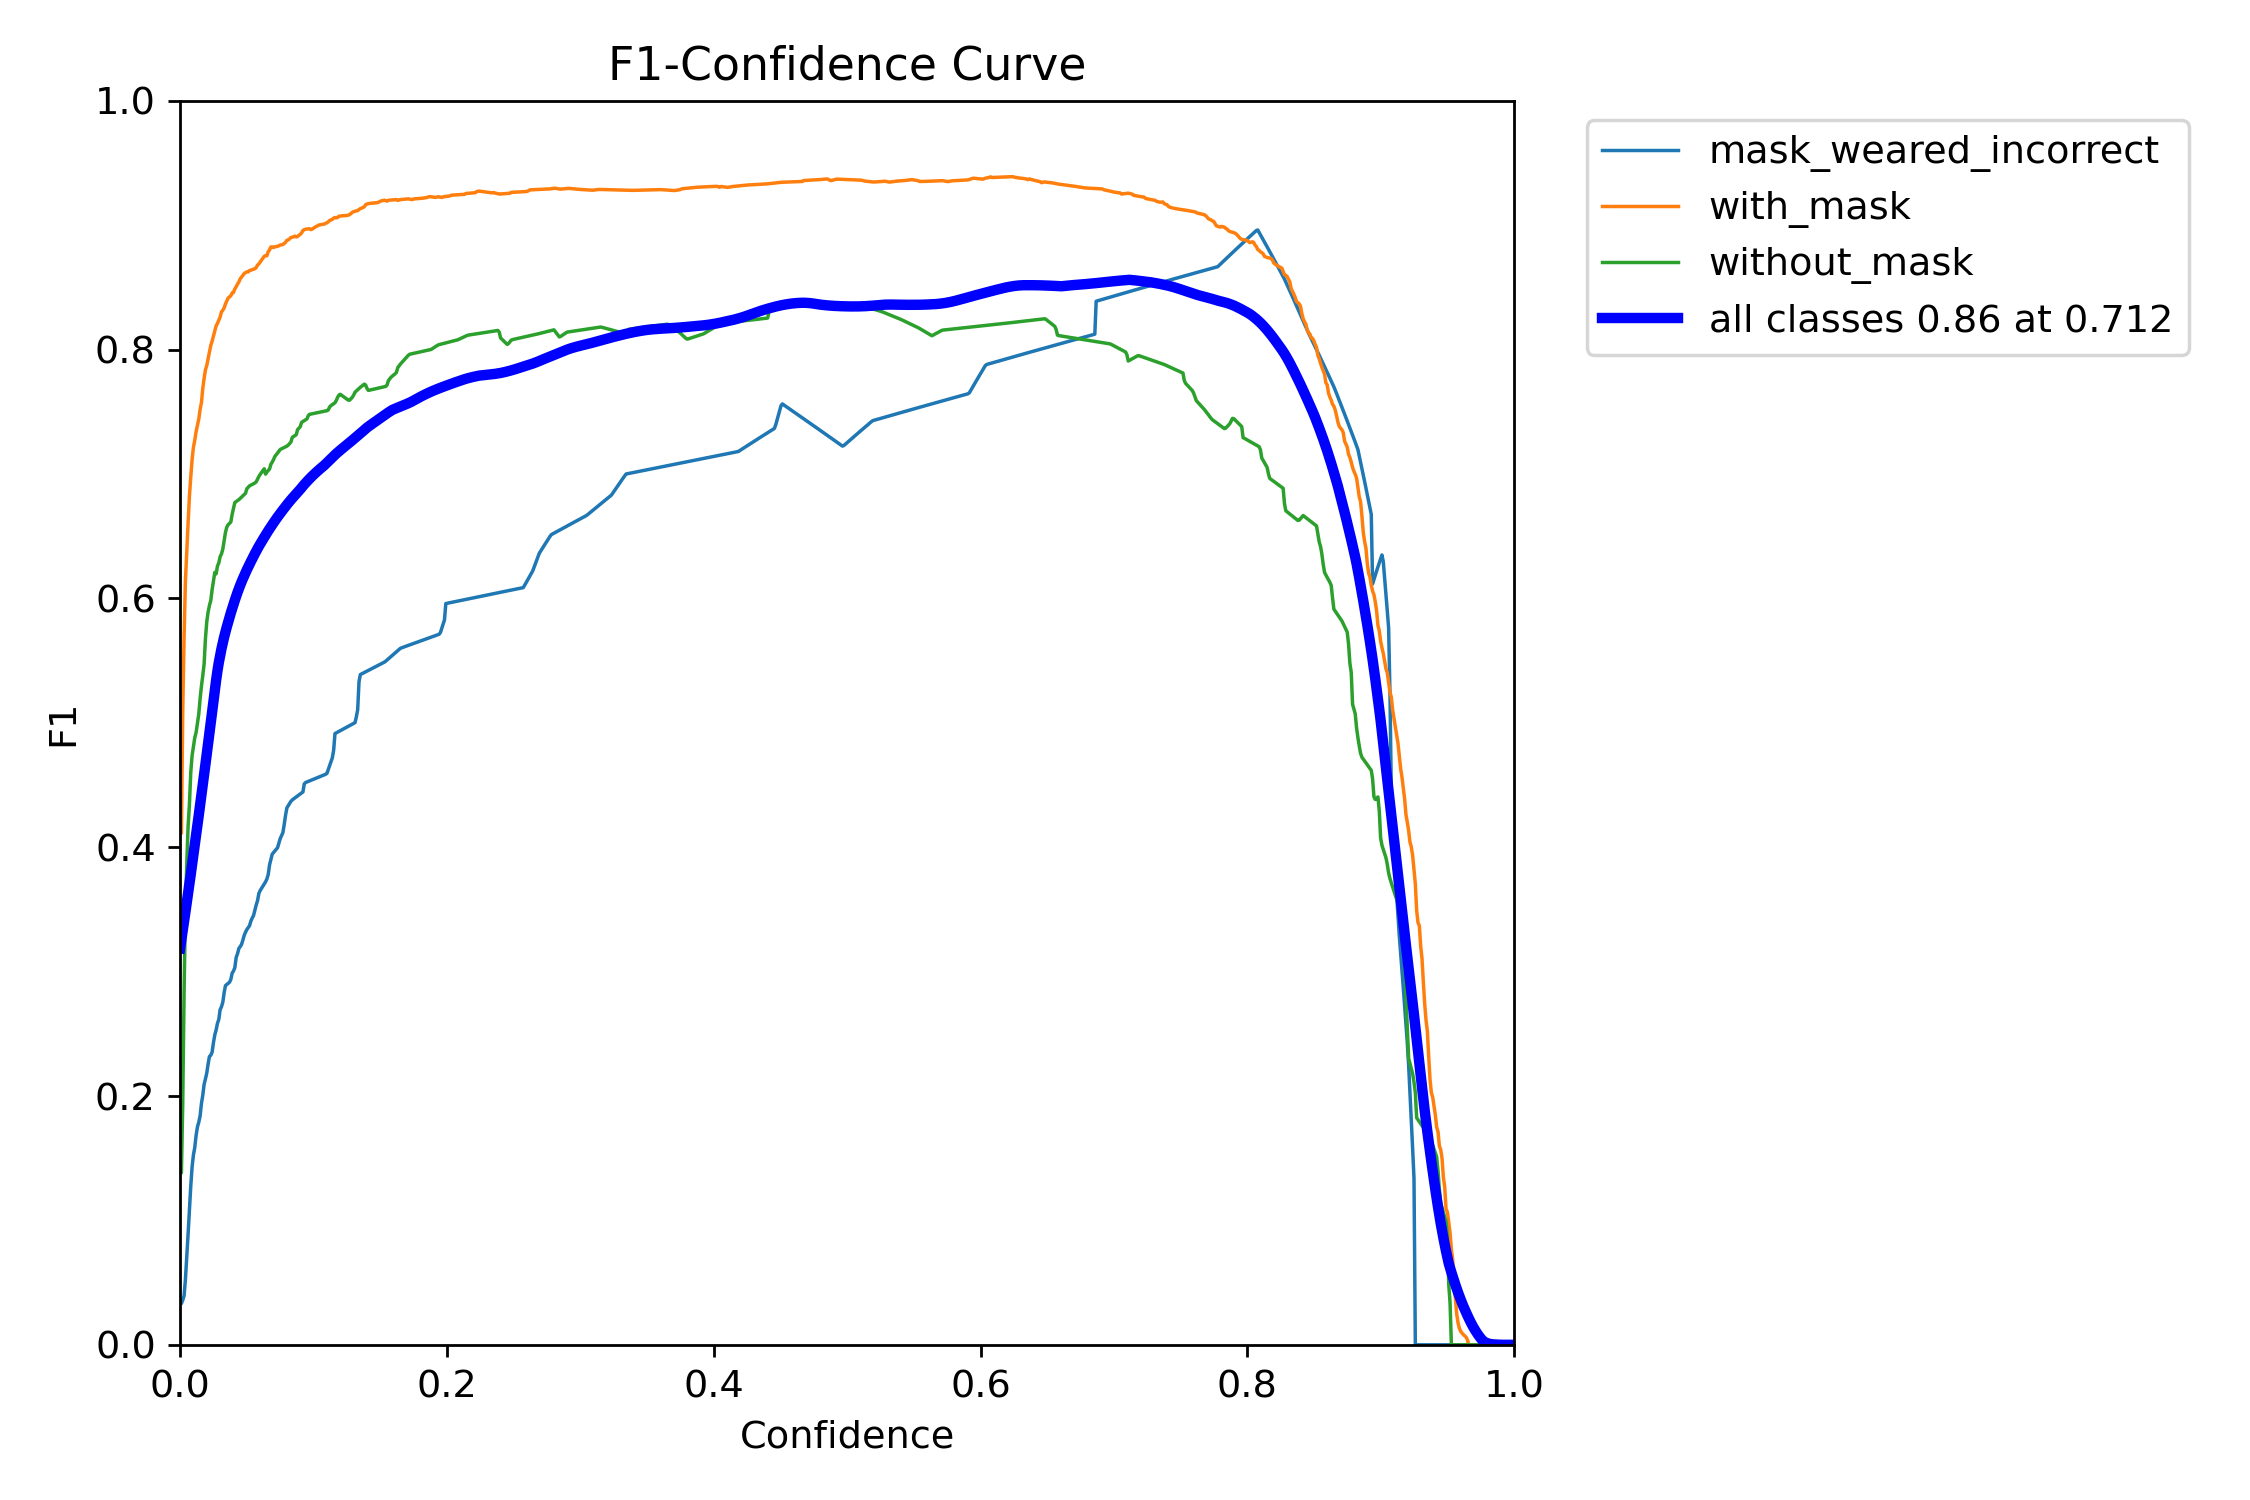 F1-Confidence Curve
1.0
0.8
0.6
0.4
0.2
0.0
F1
0.0 0.2 0.4 0.6 0.8 1.0
Confidence
mask_weared_incorrect
with_mask
without_mask
all classes 0.86 at 0.712